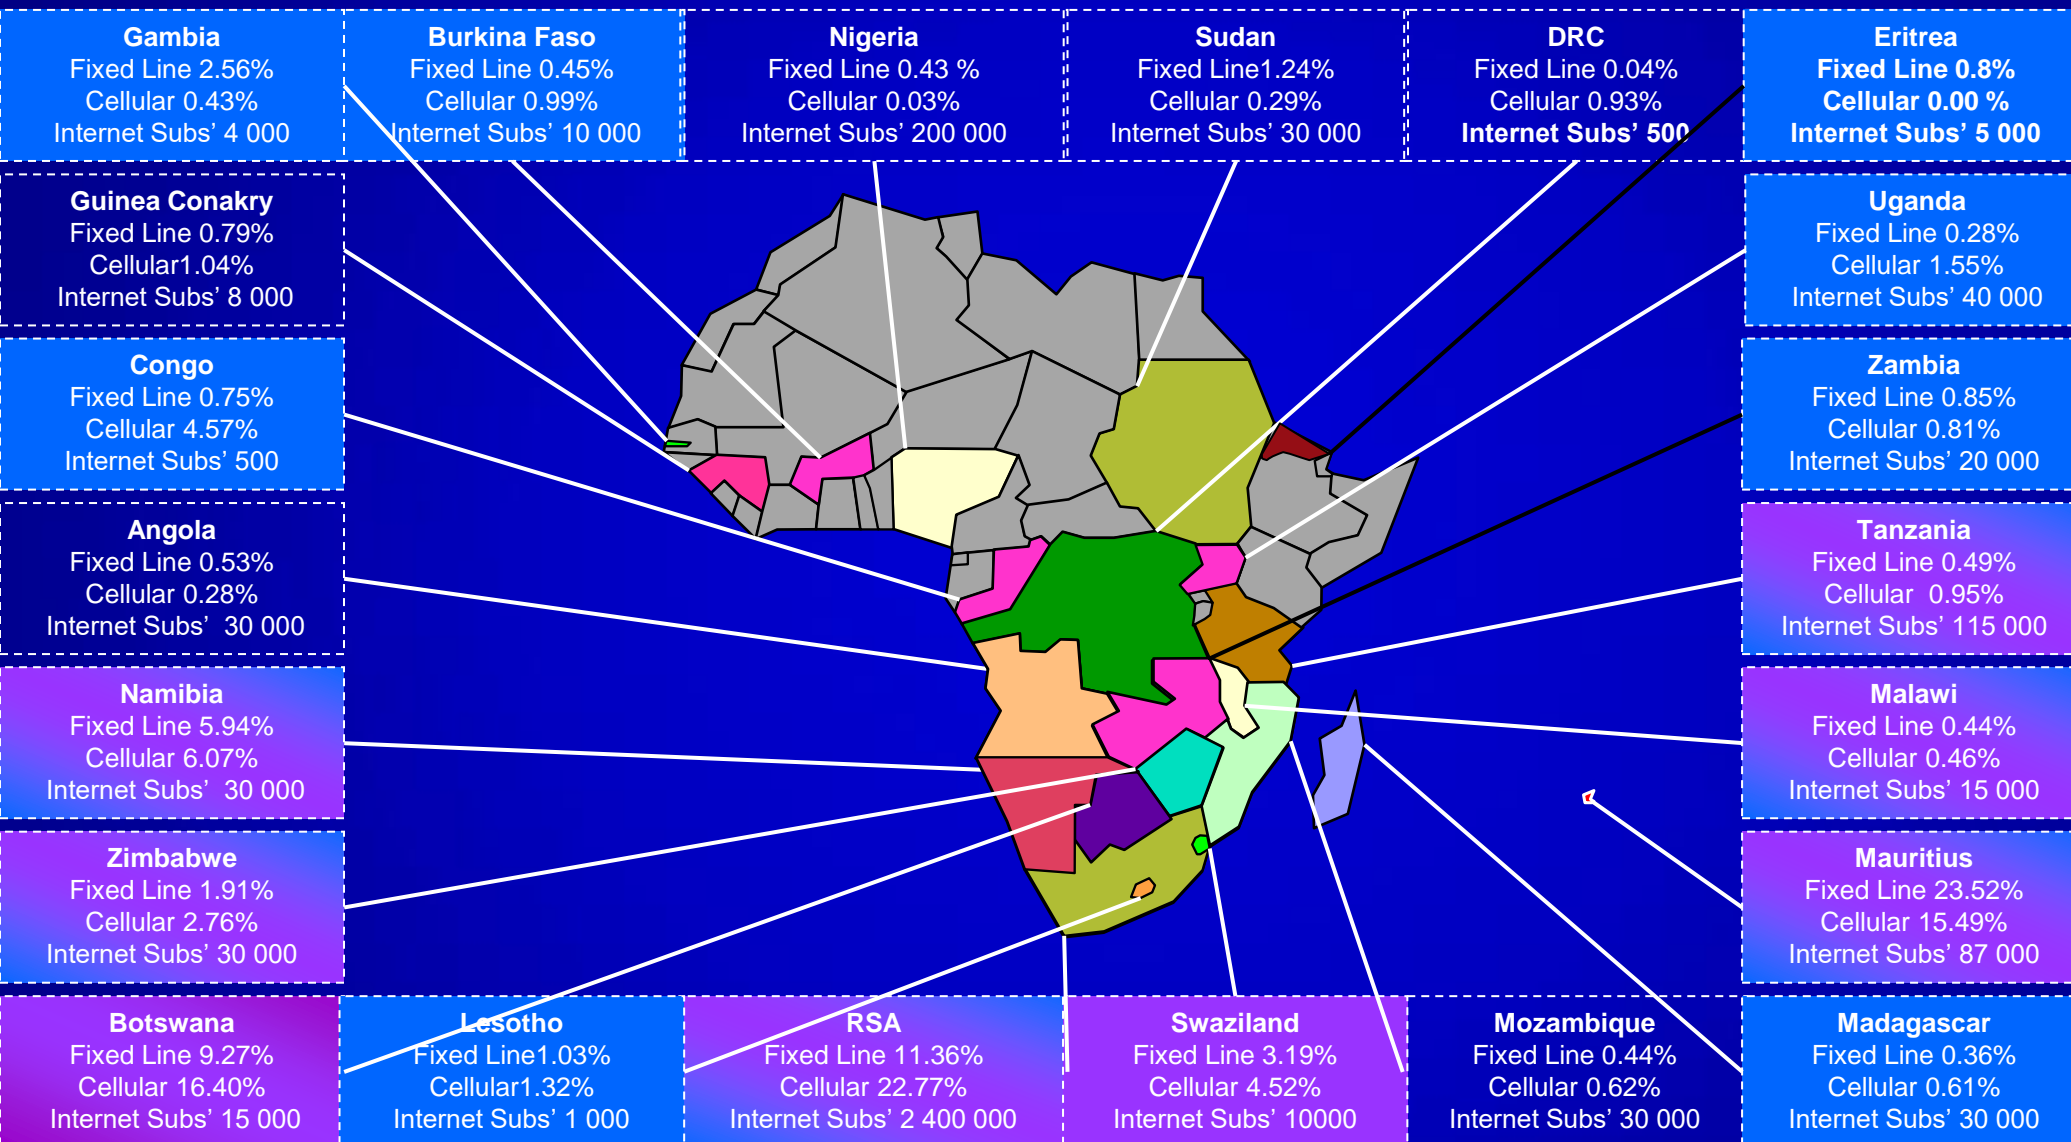 Gambia
Fixed Line 2.56%
Cellular 0.43%
Internet Subs’ 4 000
Burkina Faso
Fixed Line 0.45%
Cellular 0.99%
Internet Subs’ 10 000
Nigeria
Fixed Line 0.43 %
Cellular 0.03%
Internet Subs’ 200 000
Sudan
Fixed Line1.24%
Cellular 0.29%
Internet Subs’ 30 000
DRC
Fixed Line 0.04%
Cellular 0.93%
Internet Subs’ 500
Eritrea
Fixed Line 0.8%
Cellular 0.00 %
Internet Subs’ 5 000
Guinea Conakry
Fixed Line 0.79%
Cellular1.04%
Internet Subs’ 8 000
Uganda
Fixed Line 0.28%
Cellular 1.55%
Internet Subs’ 40 000
Congo
Fixed Line 0.75%
Cellular 4.57%
Internet Subs’ 500
Zambia
Fixed Line 0.85%
Cellular 0.81%
Internet Subs’ 20 000
Angola
Fixed Line 0.53%
Cellular 0.28%
Internet Subs’ 30 000
Tanzania
Fixed Line 0.49%
Cellular 0.95%
Internet Subs’ 115 000
Namibia
Fixed Line 5.94%
Cellular 6.07%
Internet Subs’ 30 000
Malawi
Fixed Line 0.44%
Cellular 0.46%
Internet Subs’ 15 000
Zimbabwe
Fixed Line 1.91%
Cellular 2.76%
Internet Subs’ 30 000
Mauritius
Fixed Line 23.52%
Cellular 15.49%
Internet Subs’ 87 000
Botswana
Fixed Line 9.27%
Cellular 16.40%
Internet Subs’ 15 000
Lesotho
Fixed Line1.03%
Cellular1.32%
Internet Subs’ 1 000
RSA
Fixed Line 11.36%
Cellular 22.77%
Internet Subs’ 2 400 000
Swaziland
Fixed Line 3.19%
Cellular 4.52%
Internet Subs’ 10000
Mozambique
Fixed Line 0.44%
Cellular 0.62%
Internet Subs’ 30 000
Madagascar
Fixed Line 0.36%
Cellular 0.61%
Internet Subs’ 30 000